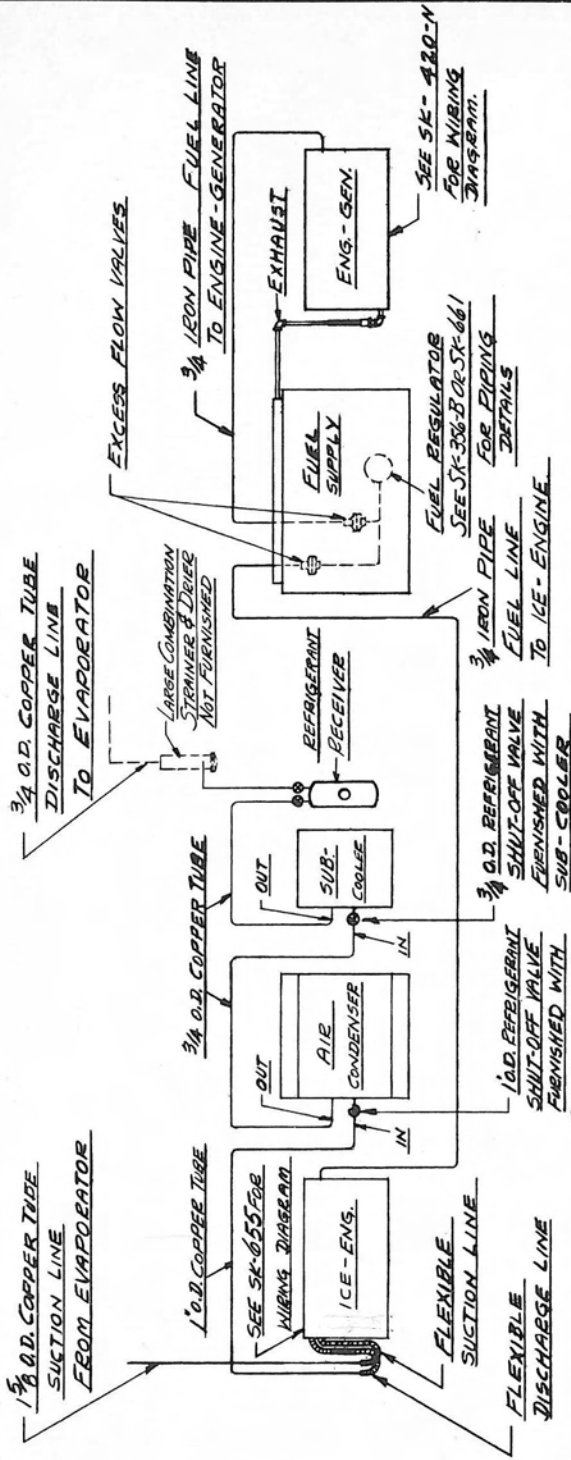 1 5/8 O.D. COPPER TUBE
SUCTION LINE
FROM EVAPORATOR
1" O.D. COPPER TUBE
SEE SK-655 FOR
WIRING DIAGRAM
ICE-ENG.
FLEXIBLE
SUCTION LINE
FLEXIBLE
DISCHARGE LINE
OUT
AIR
CONDENSER
IN
1" O.D. REFRIGERANT
SHUT-OFF VALVE
FURNISHED WITH
3/4 O.D. COPPER TUBE
OUT
SUB-
COOLER
IN
3/4 O.D. REFRIGERANT
SHUT-OFF VALVE
FURNISHED WITH
SUB-COOLER
3/4 O.D. COPPER TUBE
DISCHARGE LINE
TO EVAPORATOR
LARGE COMBINATION
STRAINER & DRIER
NOT FURNISHED
REFRIGERANT
RECEIVER
EXCESS FLOW VALVES
3/4 IRON PIPE FUEL LINE
TO ENGINE-GENERATOR
FUEL
SUPPLY
EXHAUST
ENG.-GEN.
SEE SK-420-N
FOR WIRING
DIAGRAM.
FUEL REGULATOR
SEE SK-356-B OR SK-661
FOR PIPING
DETAILS
3/4 IRON PIPE
FUEL LINE
TO ICE-ENGINE.